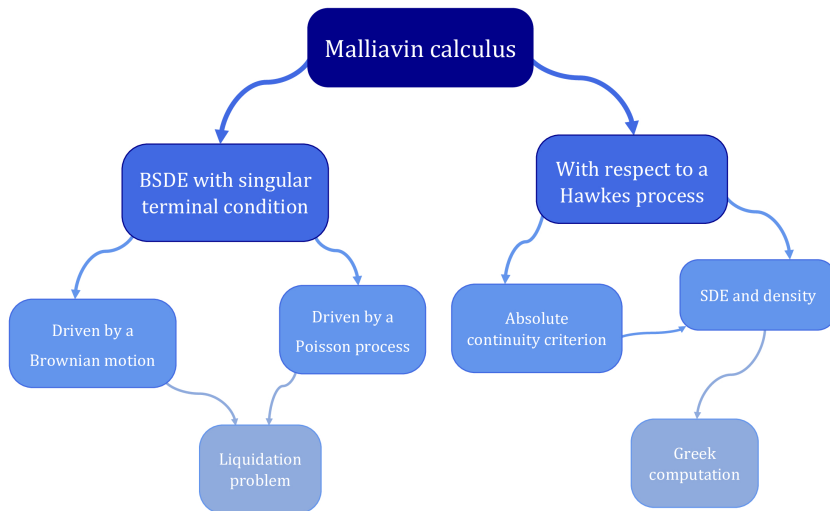 Malliavin calculus
BSDE with singular
terminal condition
With respect to a
Hawkes process
Driven by a
Brownian motion
Driven by a
Poisson process
Absolute
continuity criterion
SDE and density
Liquidation
problem
Greek
computation